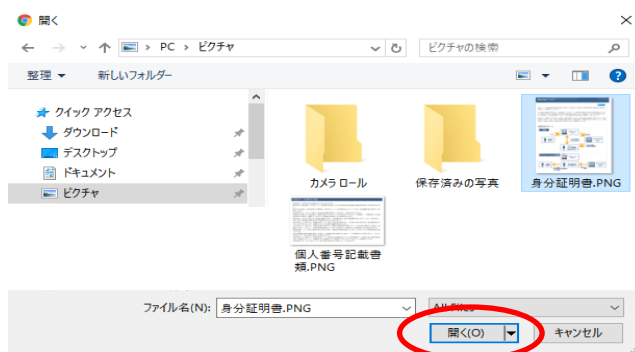 開く
PC > ピクチャ
ピクチャの検索
整理
新しいフォルダー
クイック アクセス
ダウンロード
デスクトップ
ドキュメント
ピクチャ
カメラ ロール
保存済みの写真
身分証明書.PNG
個人番号記載書
類.PNG
ファイル名(N):
身分証明書.PNG
All Files
開く(O)
キャンセル